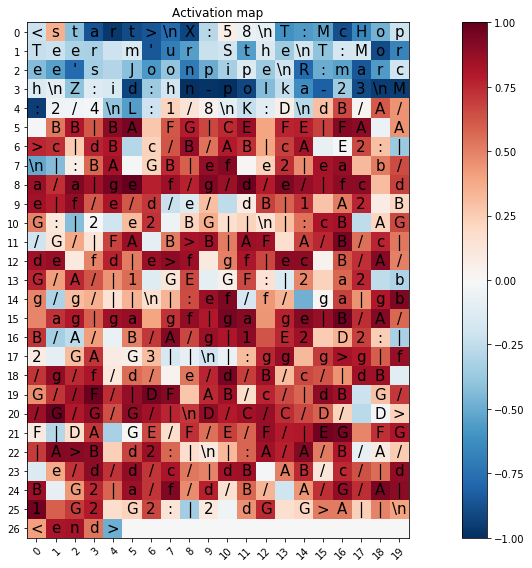 Activation map
0 < s t a r t > \n X : 5 8 \n T : M c H o p
1 T e e r m ' u r S t h e \n T : M o r
2 e e ' s J o o n p i p e \n R : m a r c
3 h \n Z : i d : h n - p o l k a - 2 3 \n M
4 : 2 / 4 \n L : 1 / 8 \n K : D \n d B / A /
5 B B | B A F G | C E F E | F A A
6 > c | d B c / B / A B | c A E 2 : |
7 \n | : B A G B | e f e 2 | e a b /
8 a / a | g e f / g / d / e / | f c d
9 e | f / e / d / e / d B | 1 A 2 B
10 G : | 2 e 2 B G | | \n | : c B A G
11 / G / | F A B > B | A F A / B / c |
12 d e f d | e > f g f | e c B / A /
13 G / A / | 1 G E G F : | 2 a 2 b
14 g / g / | | \n | : e f / f / g a | g b
15 a g | g a g f | g a g e | B / A /
16 B / A / B / A / g | 1 E 2 D 2 : |
17 2 G A G 3 | | \n | : g g g > g | f
18 / g / f / d / e / d / B / c / | d B
19 G / / F / | D F A B / c / | d B G /
20 / G / G / G / | \n D / C / C / D / D >
21 F | D A G E / F / E / F / | E G F G
22 | A > B d 2 : | \n | : A / A / B / A /
23 e / d / d / c / | d B A B / c / | d
24 B G 2 | a / f / d / B / A / G / A |
25 1 G 2 G 2 : | 2 d G G > A | | \n
26 < e n d >
0 1 2 3 4 5 6 7 8 9 10 11 12 13 14 15 16 17 18 19
1.00
0.75
0.50
0.25
0.00
−0.25
−0.50
−0.75
−1.00